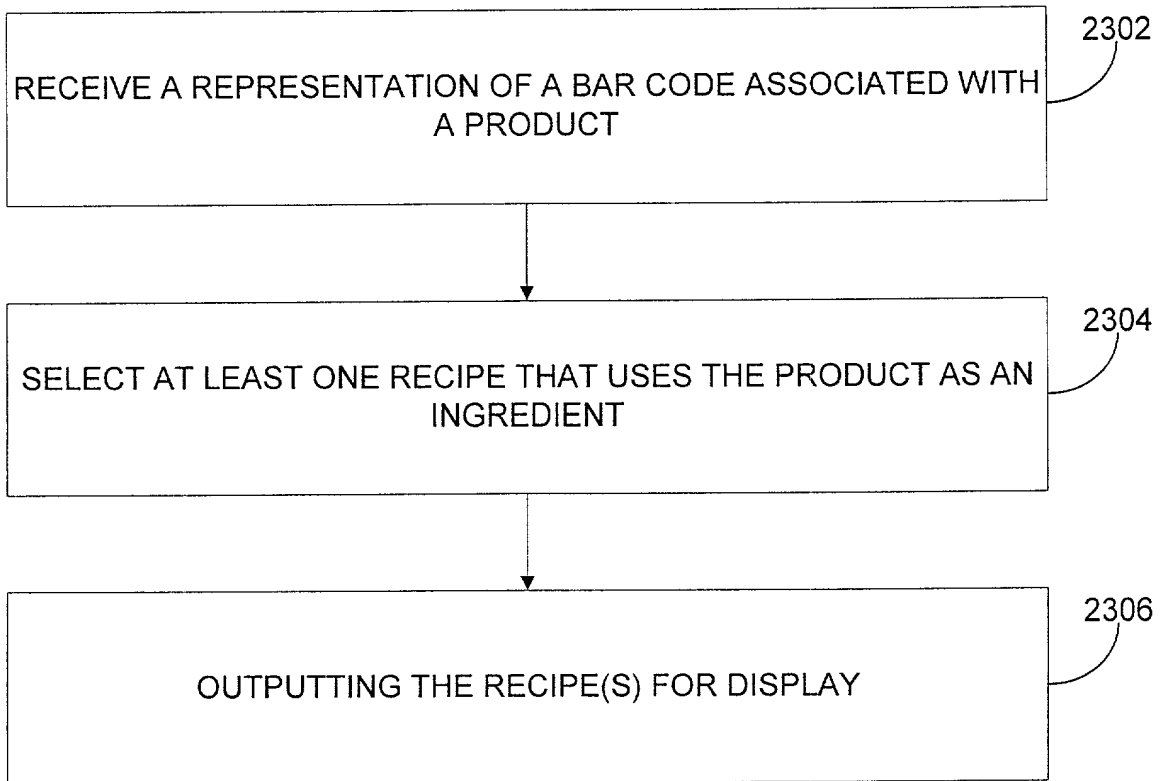 2302
RECEIVE A REPRESENTATION OF A BAR CODE ASSOCIATED WITH
A PRODUCT
2304
SELECT AT LEAST ONE RECIPE THAT USES THE PRODUCT AS AN
INGREDIENT
2306
OUTPUTTING THE RECIPE(S) FOR DISPLAY